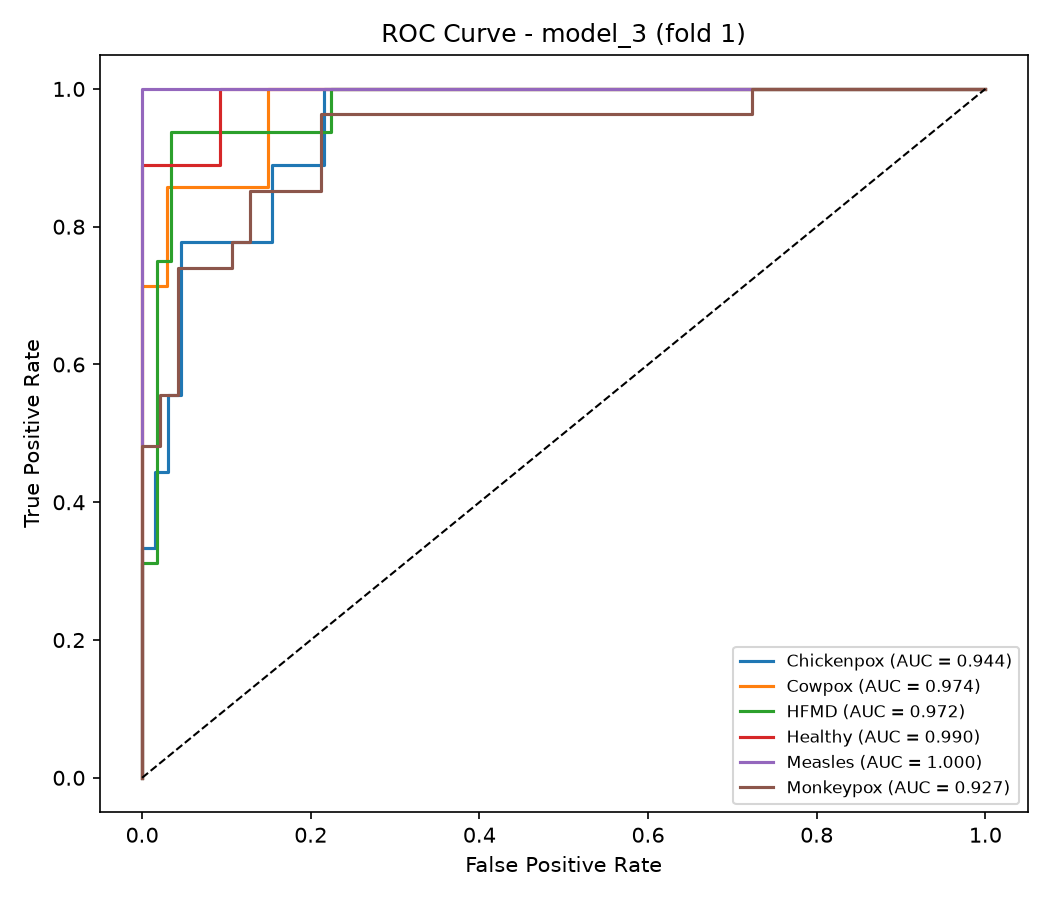 ROC Curve - model_3 (fold 1)
True Positive Rate
1.0
0.8
0.6
0.4
0.2
0.0
0.0 0.2 0.4 0.6 0.8 1.0
False Positive Rate
Chickenpox (AUC = 0.944)
Cowpox (AUC = 0.974)
HFMD (AUC = 0.972)
Healthy (AUC = 0.990)
Measles (AUC = 1.000)
Monkeypox (AUC = 0.927)